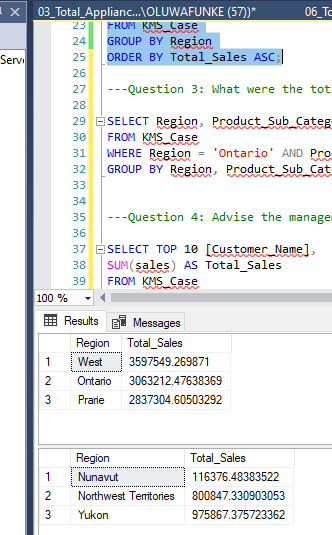 03_Total_Applianc...\OLUWAFUNKE (57))*
Serve
23 FROM KMS_Case
24 GROUP BY Region
25 ORDER BY Total_Sales ASC;
26
27 ---Question 3: What were the tot
28
29 SELECT Region, Product_Sub_Categ
30 FROM KMS_Case
31 WHERE Region = 'Ontario' AND Pro
32 GROUP BY Region, Product_Sub_Cat
33
34
35 ---Question 4: Advise the manage
36
37 SELECT TOP 10 [Customer_Name],
38 SUM(sales) AS Total_Sales
39 FROM KMS_Case
100 %
Results Messages
Region Total_Sales
1 West 3597549.269871
2 Ontario 3063212.47638369
3 Prarie 2837304.60503292
Region Total_Sales
1 Nunavut 116376.48383522
2 Northwest Territories 800847.330903053
3 Yukon 975867.375723362